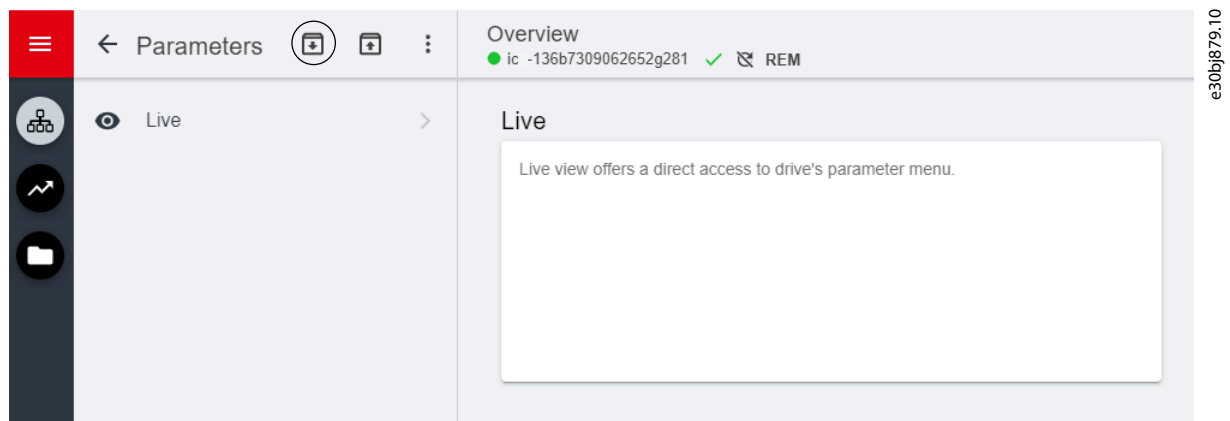 Parameters
Overview
ic -136b7309062652g281 REM
Live
Live
Live view offers a direct access to drive's parameter menu.
e30bj879.10